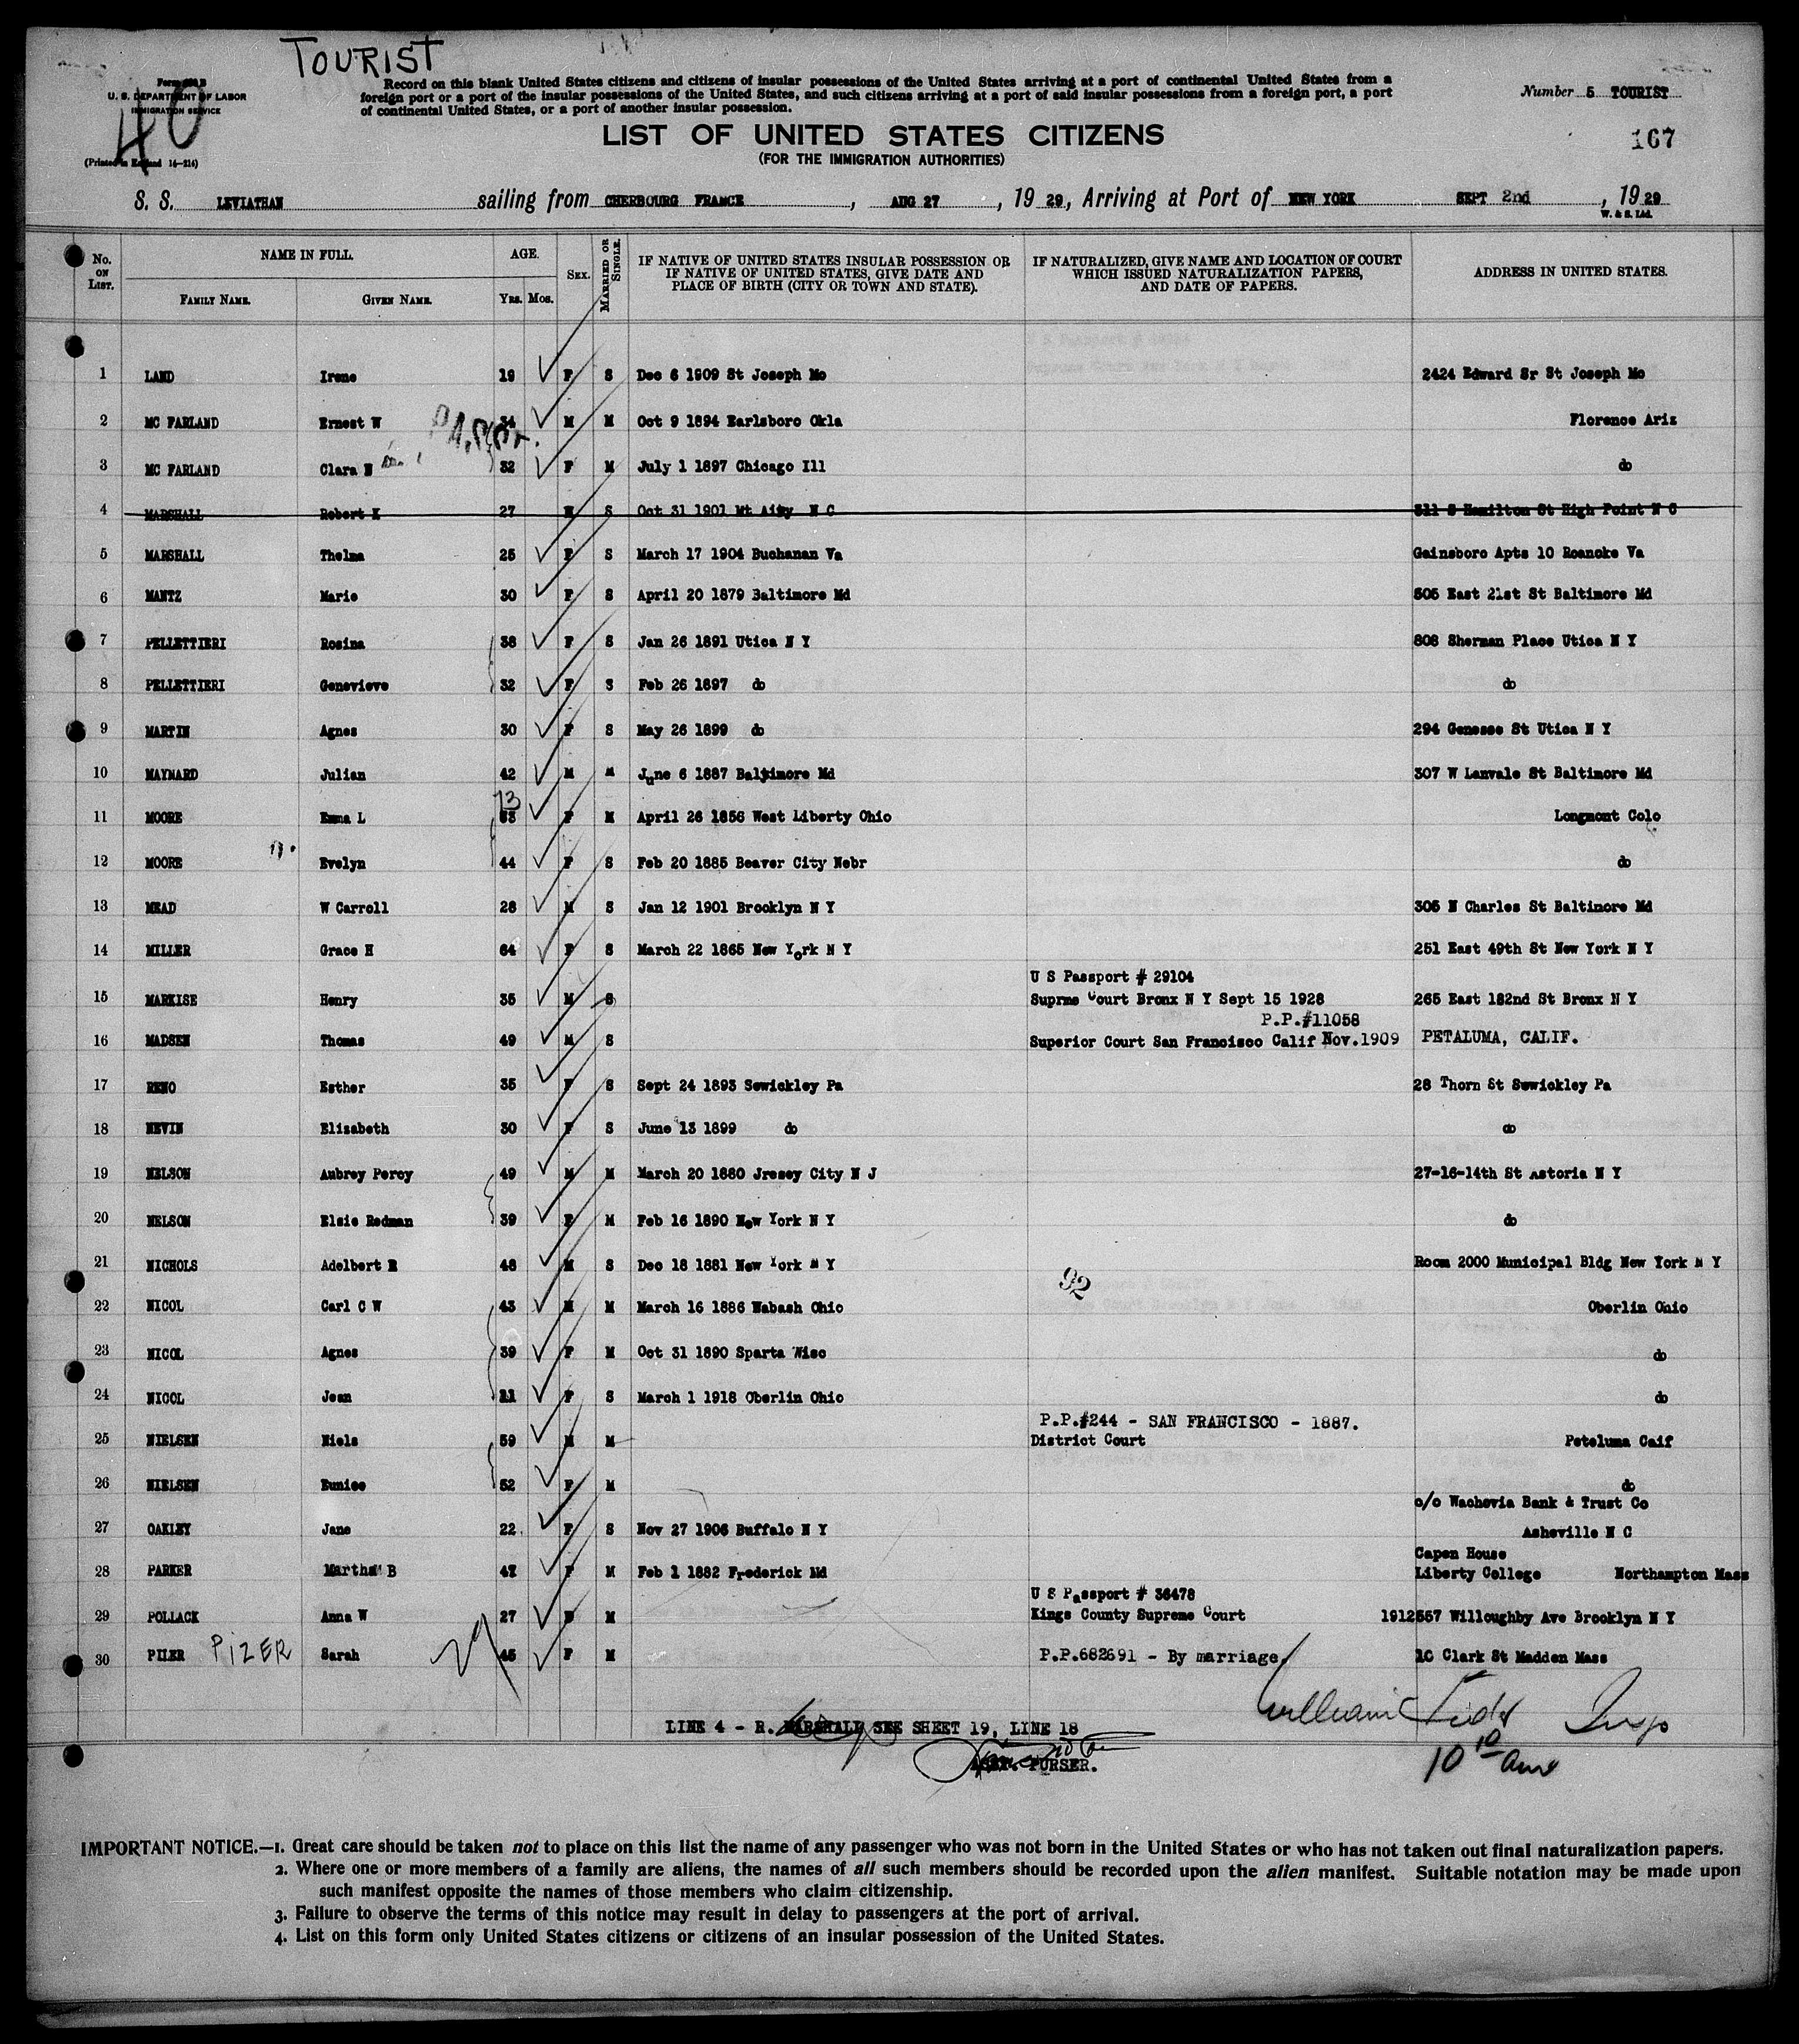 TOURIST
Form 630 B
U. S. DEPARTMENT OF LABOR
IMMIGRATION SERVICE
40
(Printed in England 14-214)
Record on this blank United States citizens and citizens of insular possessions of the United States arriving at a port of continental United States from a
foreign port or a port of the insular possessions of the United States, and such citizens arriving at a port of said insular possessions from a foreign port, a port
of continental United States, or a port of another insular possession.
Number 5 TOURIST
LIST OF UNITED STATES CITIZENS
(FOR THE IMMIGRATION AUTHORITIES)
167
S. S. LEVIATHAN sailing from CHERBOURG FRANCE, AUG 27, 19 29, Arriving at Port of NEW YORK SEPT 2nd, 19 29
W. & S. Ltd.
No. ON LIST. NAME IN FULL. FAMILY NAME. GIVEN NAME. AGE. YRS. MOS. SEX. MARRIED OR SINGLE.
IF NATIVE OF UNITED STATES INSULAR POSSESSION OR
IF NATIVE OF UNITED STATES, GIVE DATE AND
PLACE OF BIRTH (CITY OR TOWN AND STATE).
IF NATURALIZED, GIVE NAME AND LOCATION OF COURT
WHICH ISSUED NATURALIZATION PAPERS,
AND DATE OF PAPERS.
ADDRESS IN UNITED STATES.
1 LAND Irene 19 F S Dec 6 1909 St Joseph Mo 2424 Edward Sr St Joseph Mo
2 MC FARLAND Ernest W 34 M M Oct 9 1894 Earlsboro Okla Florence Ariz
3 MC FARLAND Clara N 32 F M July 1 1897 Chicago Ill do
4 MARSHALL Robert K 27 M S Oct 31 1901 Mt Airy N C 311 S Hamilton St High Point N C
5 MARSHALL Thelma 25 F S March 17 1904 Buchanan Va Gainsboro Apts 10 Roanoke Va
6 MANTZ Marie 30 F S April 20 1879 Baltimore Md 505 East 21st St Baltimore Md
7 PELLETTIERI Rosina 38 F S Jan 26 1891 Utica N Y 808 Sherman Place Utica N Y
8 PELLETTIERI Genevieve 32 F S Feb 26 1897 do do
9 MARTIN Agnes 30 F S May 26 1899 do 294 Genesse St Utica N Y
10 MAYNARD Julian 42 M M June 6 1887 Baltimore Md 307 W Lanvale St Baltimore Md
73
11 MOORE Emma L F M April 26 1856 West Liberty Ohio Longmont Colo
12 MOORE Evelyn 44 F S Feb 20 1885 Beaver City Nebr do
13 MEAD W Carroll 28 M S Jan 12 1901 Brooklyn N Y 305 N Charles St Baltimore Md
14 MILLER Grace H 64 F S March 22 1865 New York N Y 251 East 49th St New York N Y
U S Passport # 29104
15 MARKISE Henry 35 M S Suprme Court Bronx N Y Sept 15 1928 265 East 182nd St Bronx N Y
P.P.#11058
16 MADSEN Thomas 49 M S Superior Court San Francisco Calif Nov.1909 PETALUMA, CALIF.
17 RENO Esther 35 F S Sept 24 1893 Sewickley Pa 28 Thorn St Sewickley Pa
18 NEVIN Elisabeth 30 F S June 13 1899 do do
19 NELSON Aubrey Percy 49 M M March 20 1880 Jresey City N J 27-16-14th St Astoria N Y
20 NELSON Elsie Redman 39 F M Feb 16 1890 New York N Y do
21 NICHOLS Adelbert R 48 M S Dec 18 1881 New York N Y Room 2000 Municipal Bldg New York N Y
92
22 NICOL Carl C W 43 M M March 16 1886 Wabash Ohio Oberlin Ohio
23 NICOL Agnes 39 F M Oct 31 1890 Sparta Wisc do
24 NICOL Jean 11 F S March 1 1918 Oberlin Ohio do
P.P.#244 - SAN FRANCISCO - 1887.
25 NIELSEN Niels 59 M M District Court Peteluma Caif
26 NIELSEN Eunice 52 F M do
c/o Wachovia Bank & Trust Co
27 OAKLEY Jane 22 F S Nov 27 1906 Buffalo N Y Asheville N C
Capen House
28 PARKER Martha B 47 F M Feb 1 1882 Frederick Md Liberty College Northampton Mass
U S Passport # 36478
29 POLLACK Anna W 27 F M Kings County Supreme Court 1912 557 Willoughby Ave Brooklyn N Y
30 PILER PIZER Sarah 45 F M P.P.682691 - By marriage. 10 Clark St Madden Mass
LINE 4 - R. MARSHALL SEE SHEET 19, LINE 18
ASST. PURSER.
10 10 am
IMPORTANT NOTICE.—1. Great care should be taken not to place on this list the name of any passenger who was not born in the United States or who has not taken out final naturalization papers.
2. Where one or more members of a family are aliens, the names of all such members should be recorded upon the alien manifest. Suitable notation may be made upon
such manifest opposite the names of those members who claim citizenship.
3. Failure to observe the terms of this notice may result in delay to passengers at the port of arrival.
4. List on this form only United States citizens or citizens of an insular possession of the United States.